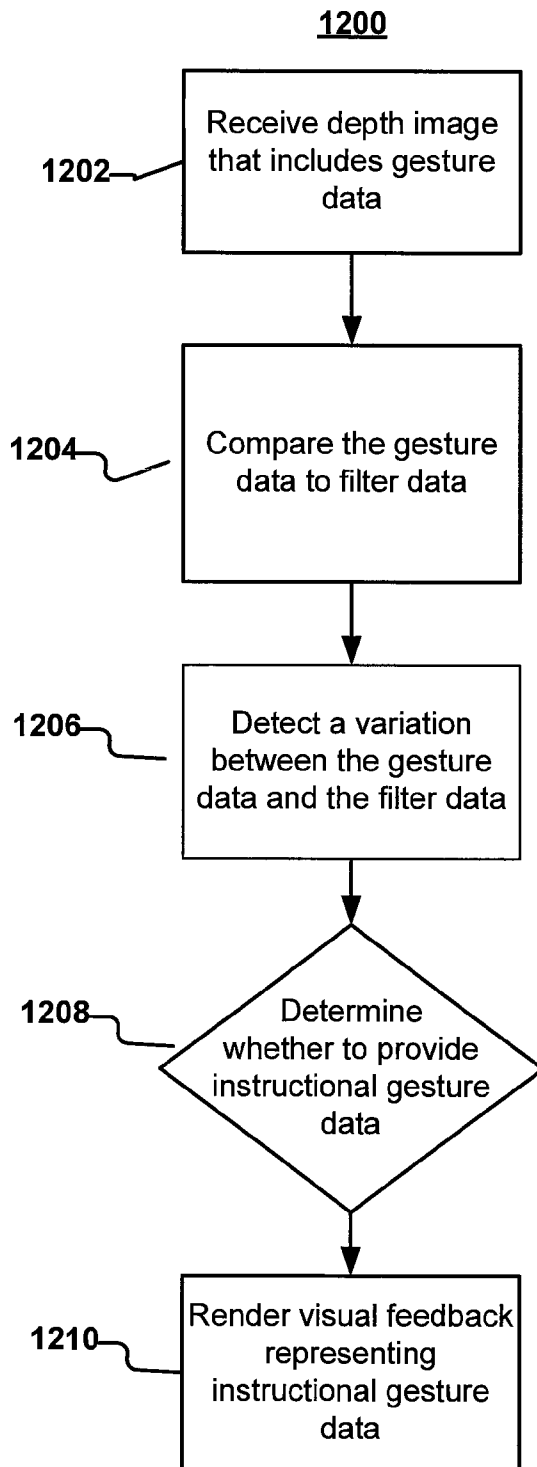 1200
Receive depth image
that includes gesture
data
1202
Compare the gesture
data to filter data
1204
Detect a variation
between the gesture
data and the filter data
1206
Determine
whether to provide
instructional gesture
data
1208
Render visual feedback
representing
instructional gesture
data
1210